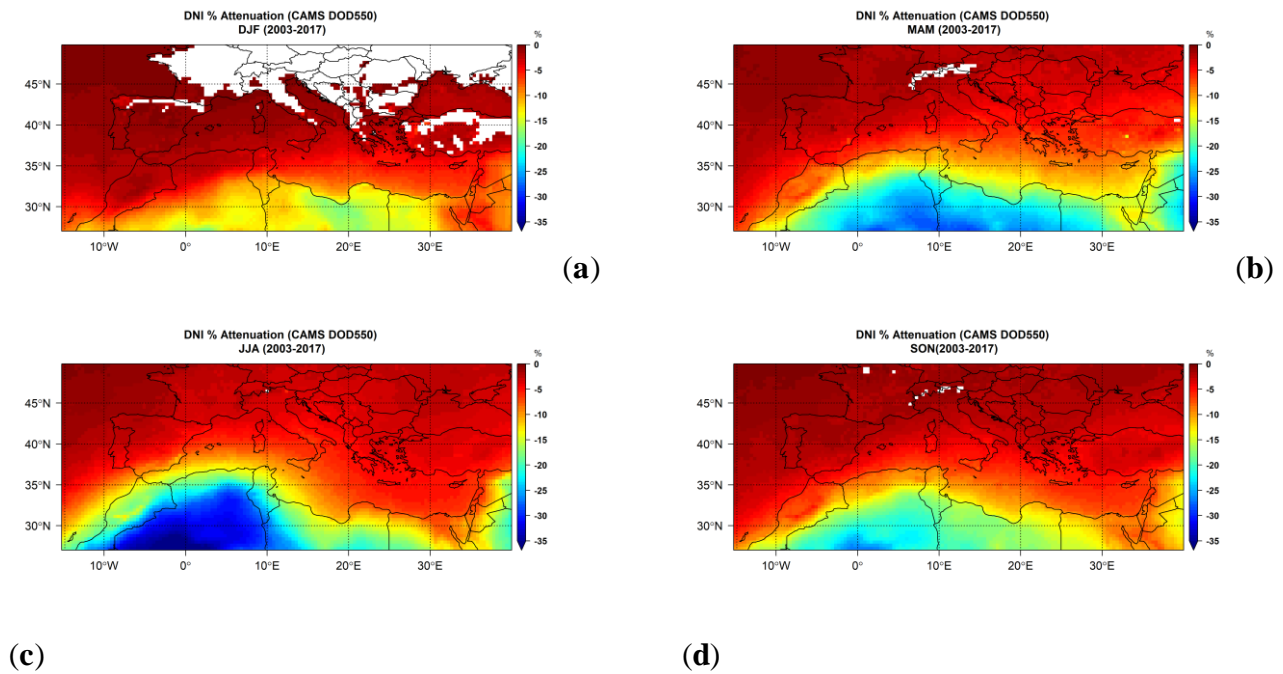 DNI % Attenuation (CAMS DOD550)
DJF (2003-2017)
%
0
-5
-10
-15
-20
-25
-30
-35
45°N
40°N
35°N
30°N
10°W 0° 10°E 20°E 30°E
(a)
DNI % Attenuation (CAMS DOD550)
MAM (2003-2017)
%
0
-5
-10
-15
-20
-25
-30
-35
45°N
40°N
35°N
30°N
10°W 0° 10°E 20°E 30°E
(b)
DNI % Attenuation (CAMS DOD550)
JJA (2003-2017)
%
0
-5
-10
-15
-20
-25
-30
-35
45°N
40°N
35°N
30°N
10°W 0° 10°E 20°E 30°E
(c)
DNI % Attenuation (CAMS DOD550)
SON(2003-2017)
%
0
-5
-10
-15
-20
-25
-30
-35
45°N
40°N
35°N
30°N
10°W 0° 10°E 20°E 30°E
(d)